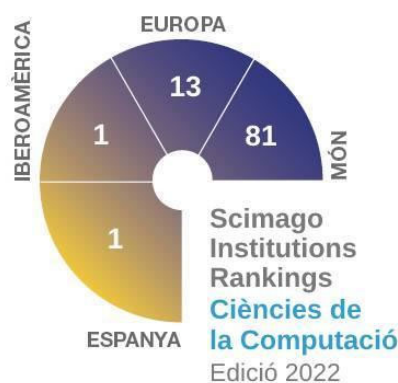 EUROPA
IBEROAMÈRICA
13
1
81
MÓN
1
ESPANYA
Scimago
Institutions
Rankings
Ciències de
la Computació
Edició 2022